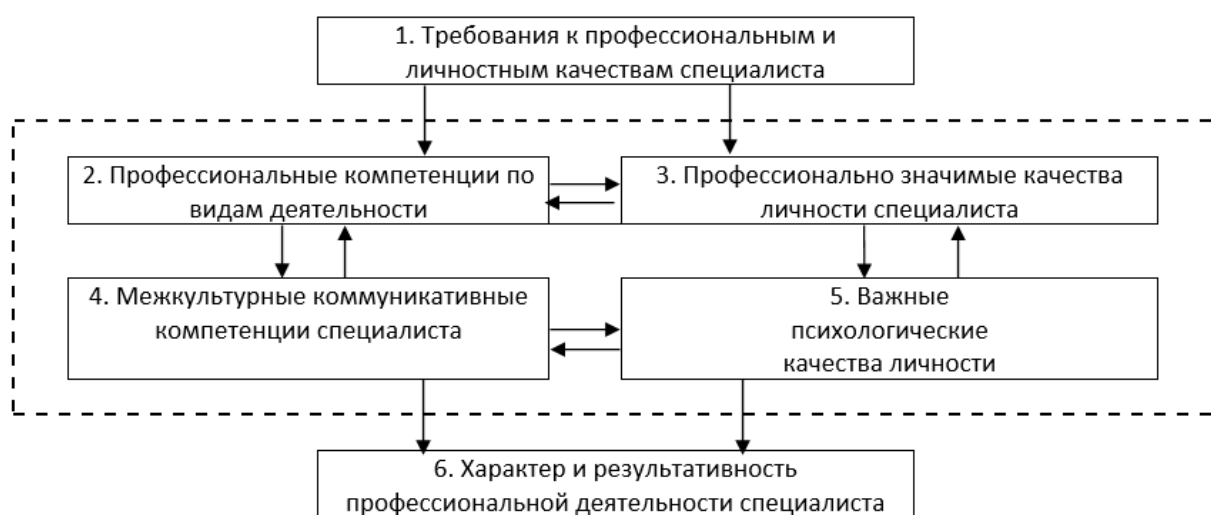 1. Требования к профессиональным и
личностным качествам специалиста
2. Профессиональные компетенции по
видам деятельности
3. Профессионально значимые качества
личности специалиста
4. Межкультурные коммуникативные
компетенции специалиста
5. Важные
психологические
качества личности
6. Характер и результативность
профессиональной деятельности специалиста